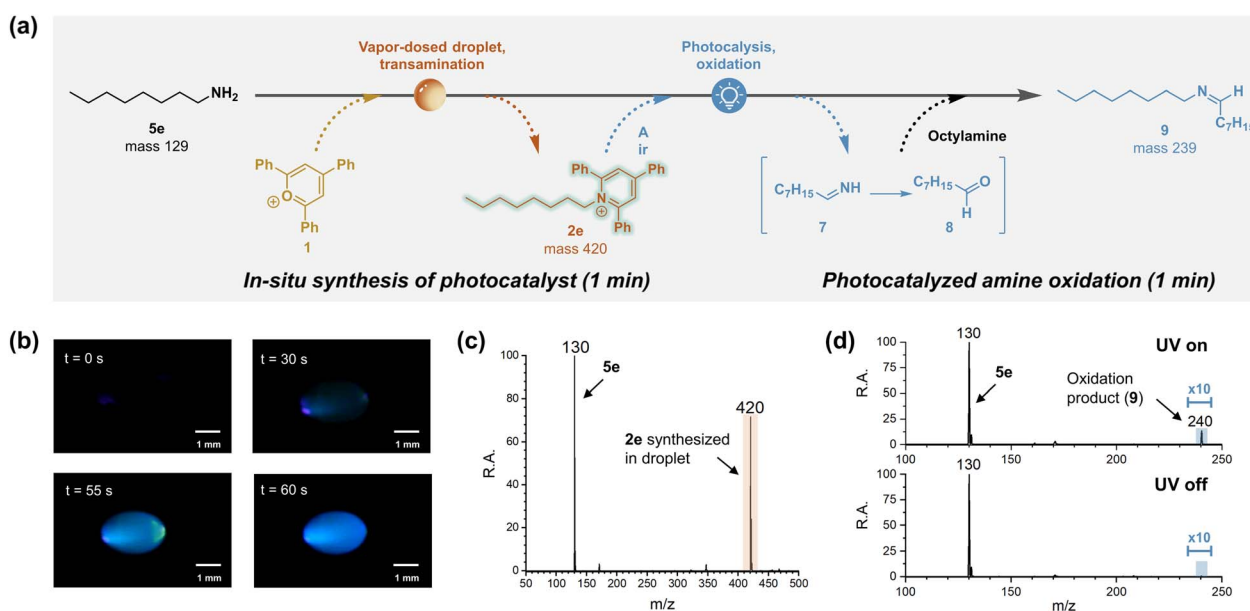 (a)
Vapor-dosed droplet,
transamination
Photocalysis,
oxidation
NH2
5e
mass 129
Ph
Ph
O
⊕
Ph
1
A
ir
Ph
Ph
N
⊕
Ph
2e
mass 420
Octylamine
C7H15
NH
7
C7H15
O
H
8
N
H
C7H15
9
mass 239
In-situ synthesis of photocatalyst (1 min)
Photocatalyzed amine oxidation (1 min)
(b)
t = 0 s
1 mm
t = 30 s
1 mm
t = 55 s
1 mm
t = 60 s
1 mm
(c)
130
5e
420
2e synthesized
in droplet
R.A.
100
80
60
40
20
0
50 100 150 200 250 300 350 400 450 500
m/z
(d)
130
UV on
5e
Oxidation
product (9)
x10
240
R.A.
100
75
50
25
0
100 150 200 250
130
UV off
x10
R.A.
100
75
50
25
0
100 150 200 250
m/z